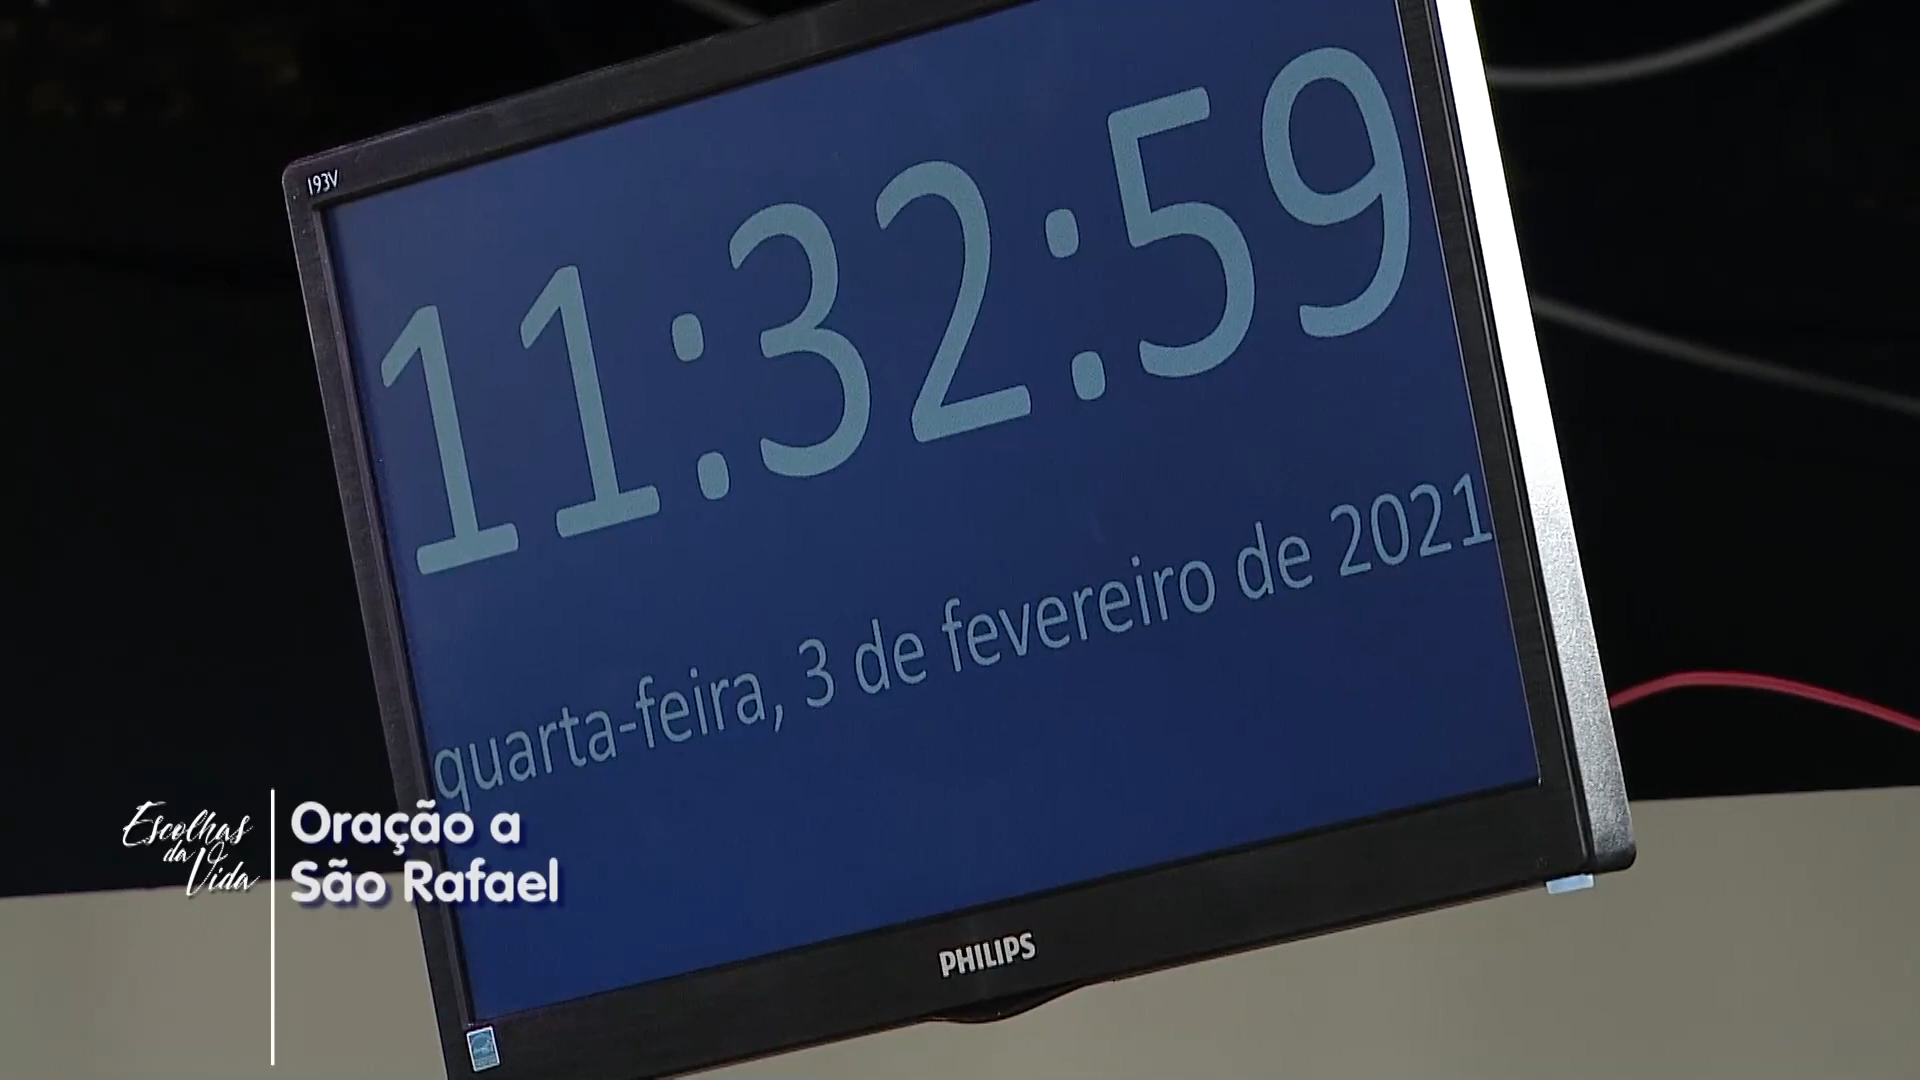 193V
11:32:59
quarta-feira, 3 de fevereiro de 2021
Escolhas
da
Vida
Oração a
São Rafael
PHILIPS